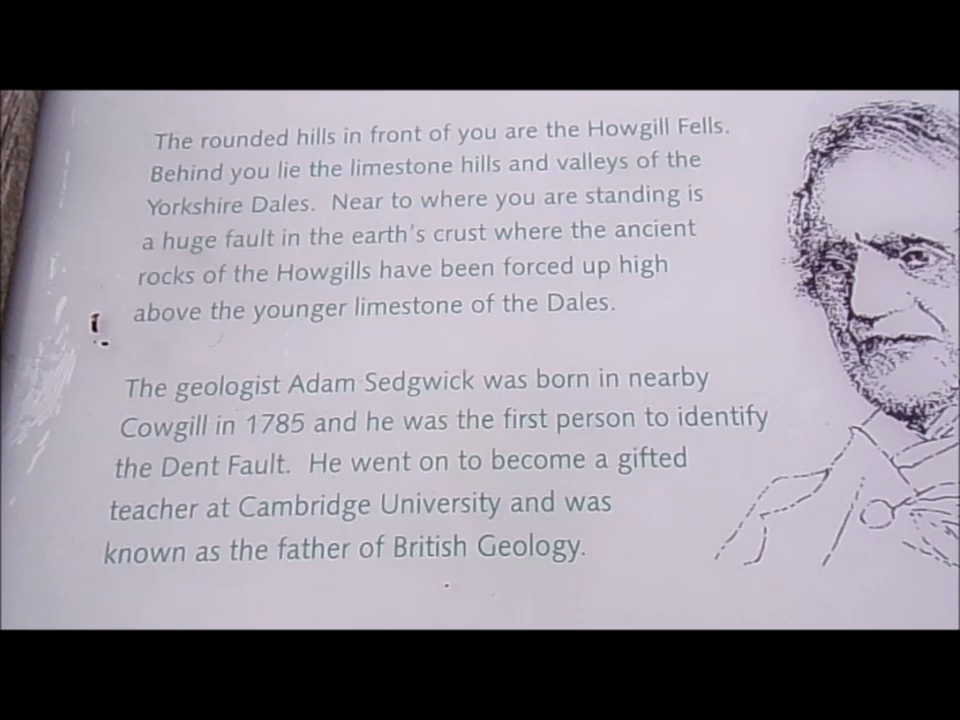 The rounded hills in front of you are the Howgill Fells.
Behind you lie the limestone hills and valleys of the
Yorkshire Dales. Near to where you are standing is
a huge fault in the earth's crust where the ancient
rocks of the Howgills have been forced up high
above the younger limestone of the Dales.
The geologist Adam Sedgwick was born in nearby
Cowgill in 1785 and he was the first person to identify
the Dent Fault. He went on to become a gifted
teacher at Cambridge University and was
known as the father of British Geology.